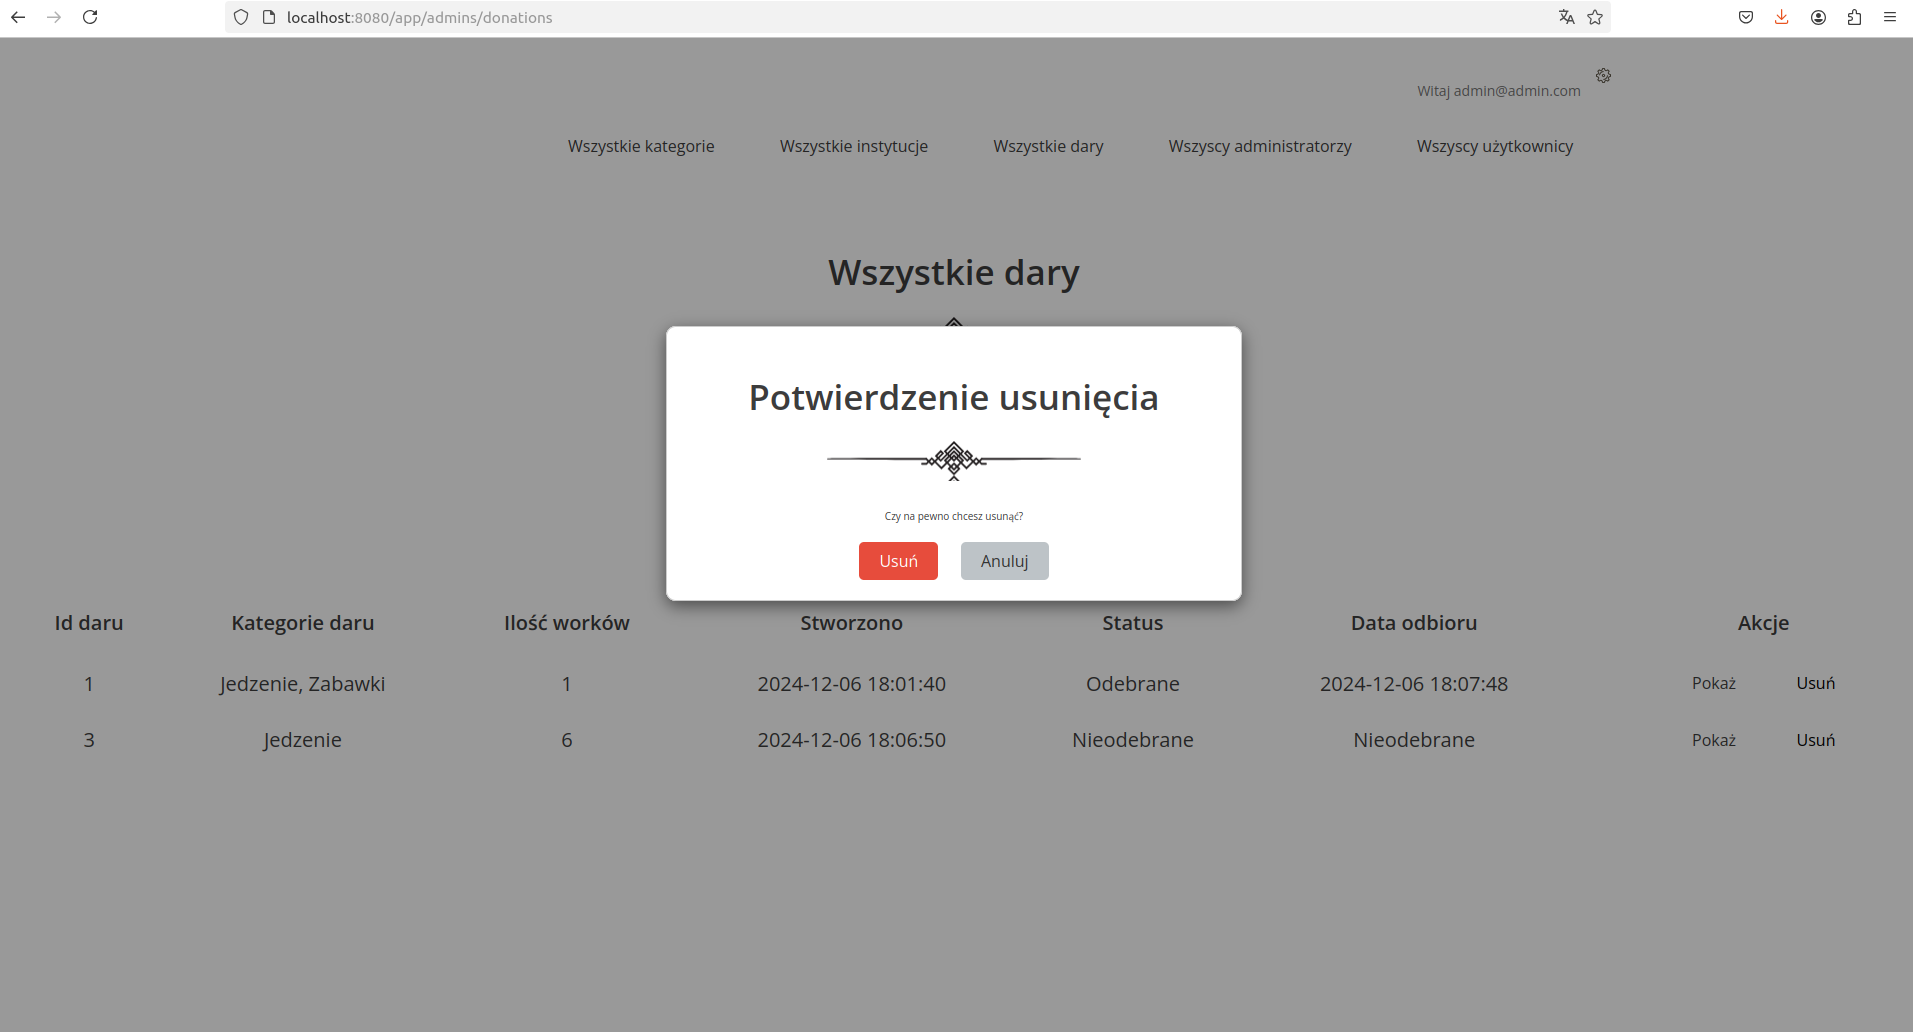 localhost:8080/app/admins/donations
Witaj admin@admin.com
Wszystkie kategorie Wszystkie instytucje Wszystkie dary Wszyscy administratorzy Wszyscy użytkownicy
Wszystkie dary
Potwierdzenie usunięcia
Czy na pewno chcesz usunąć?
Usuń Anuluj
Id daru Kategorie daru Ilość worków Stworzono Status Data odbioru Akcje
1 Jedzenie, Zabawki 1 2024-12-06 18:01:40 Odebrane 2024-12-06 18:07:48 Pokaż Usuń
3 Jedzenie 6 2024-12-06 18:06:50 Nieodebrane Nieodebrane Pokaż Usuń